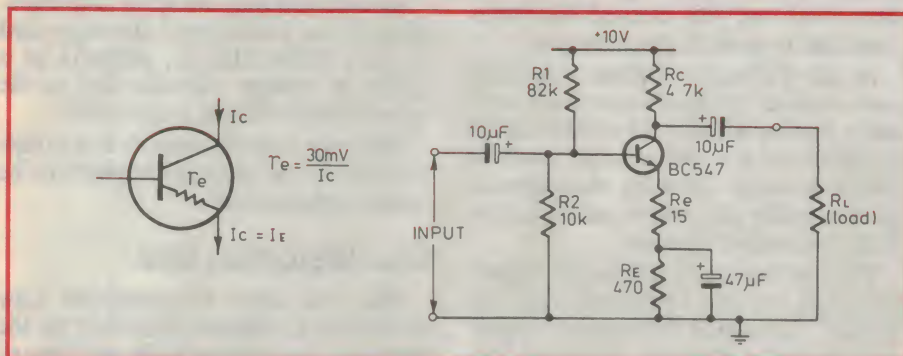 Ic
re
re = 30mV / Ic
Ic = IE
+10V
R1
82k
Rc
4 7k
10µF
+
+
10µF
BC547
R2
10k
INPUT
Re
15
RE
470
+
47µF
RL
(load)